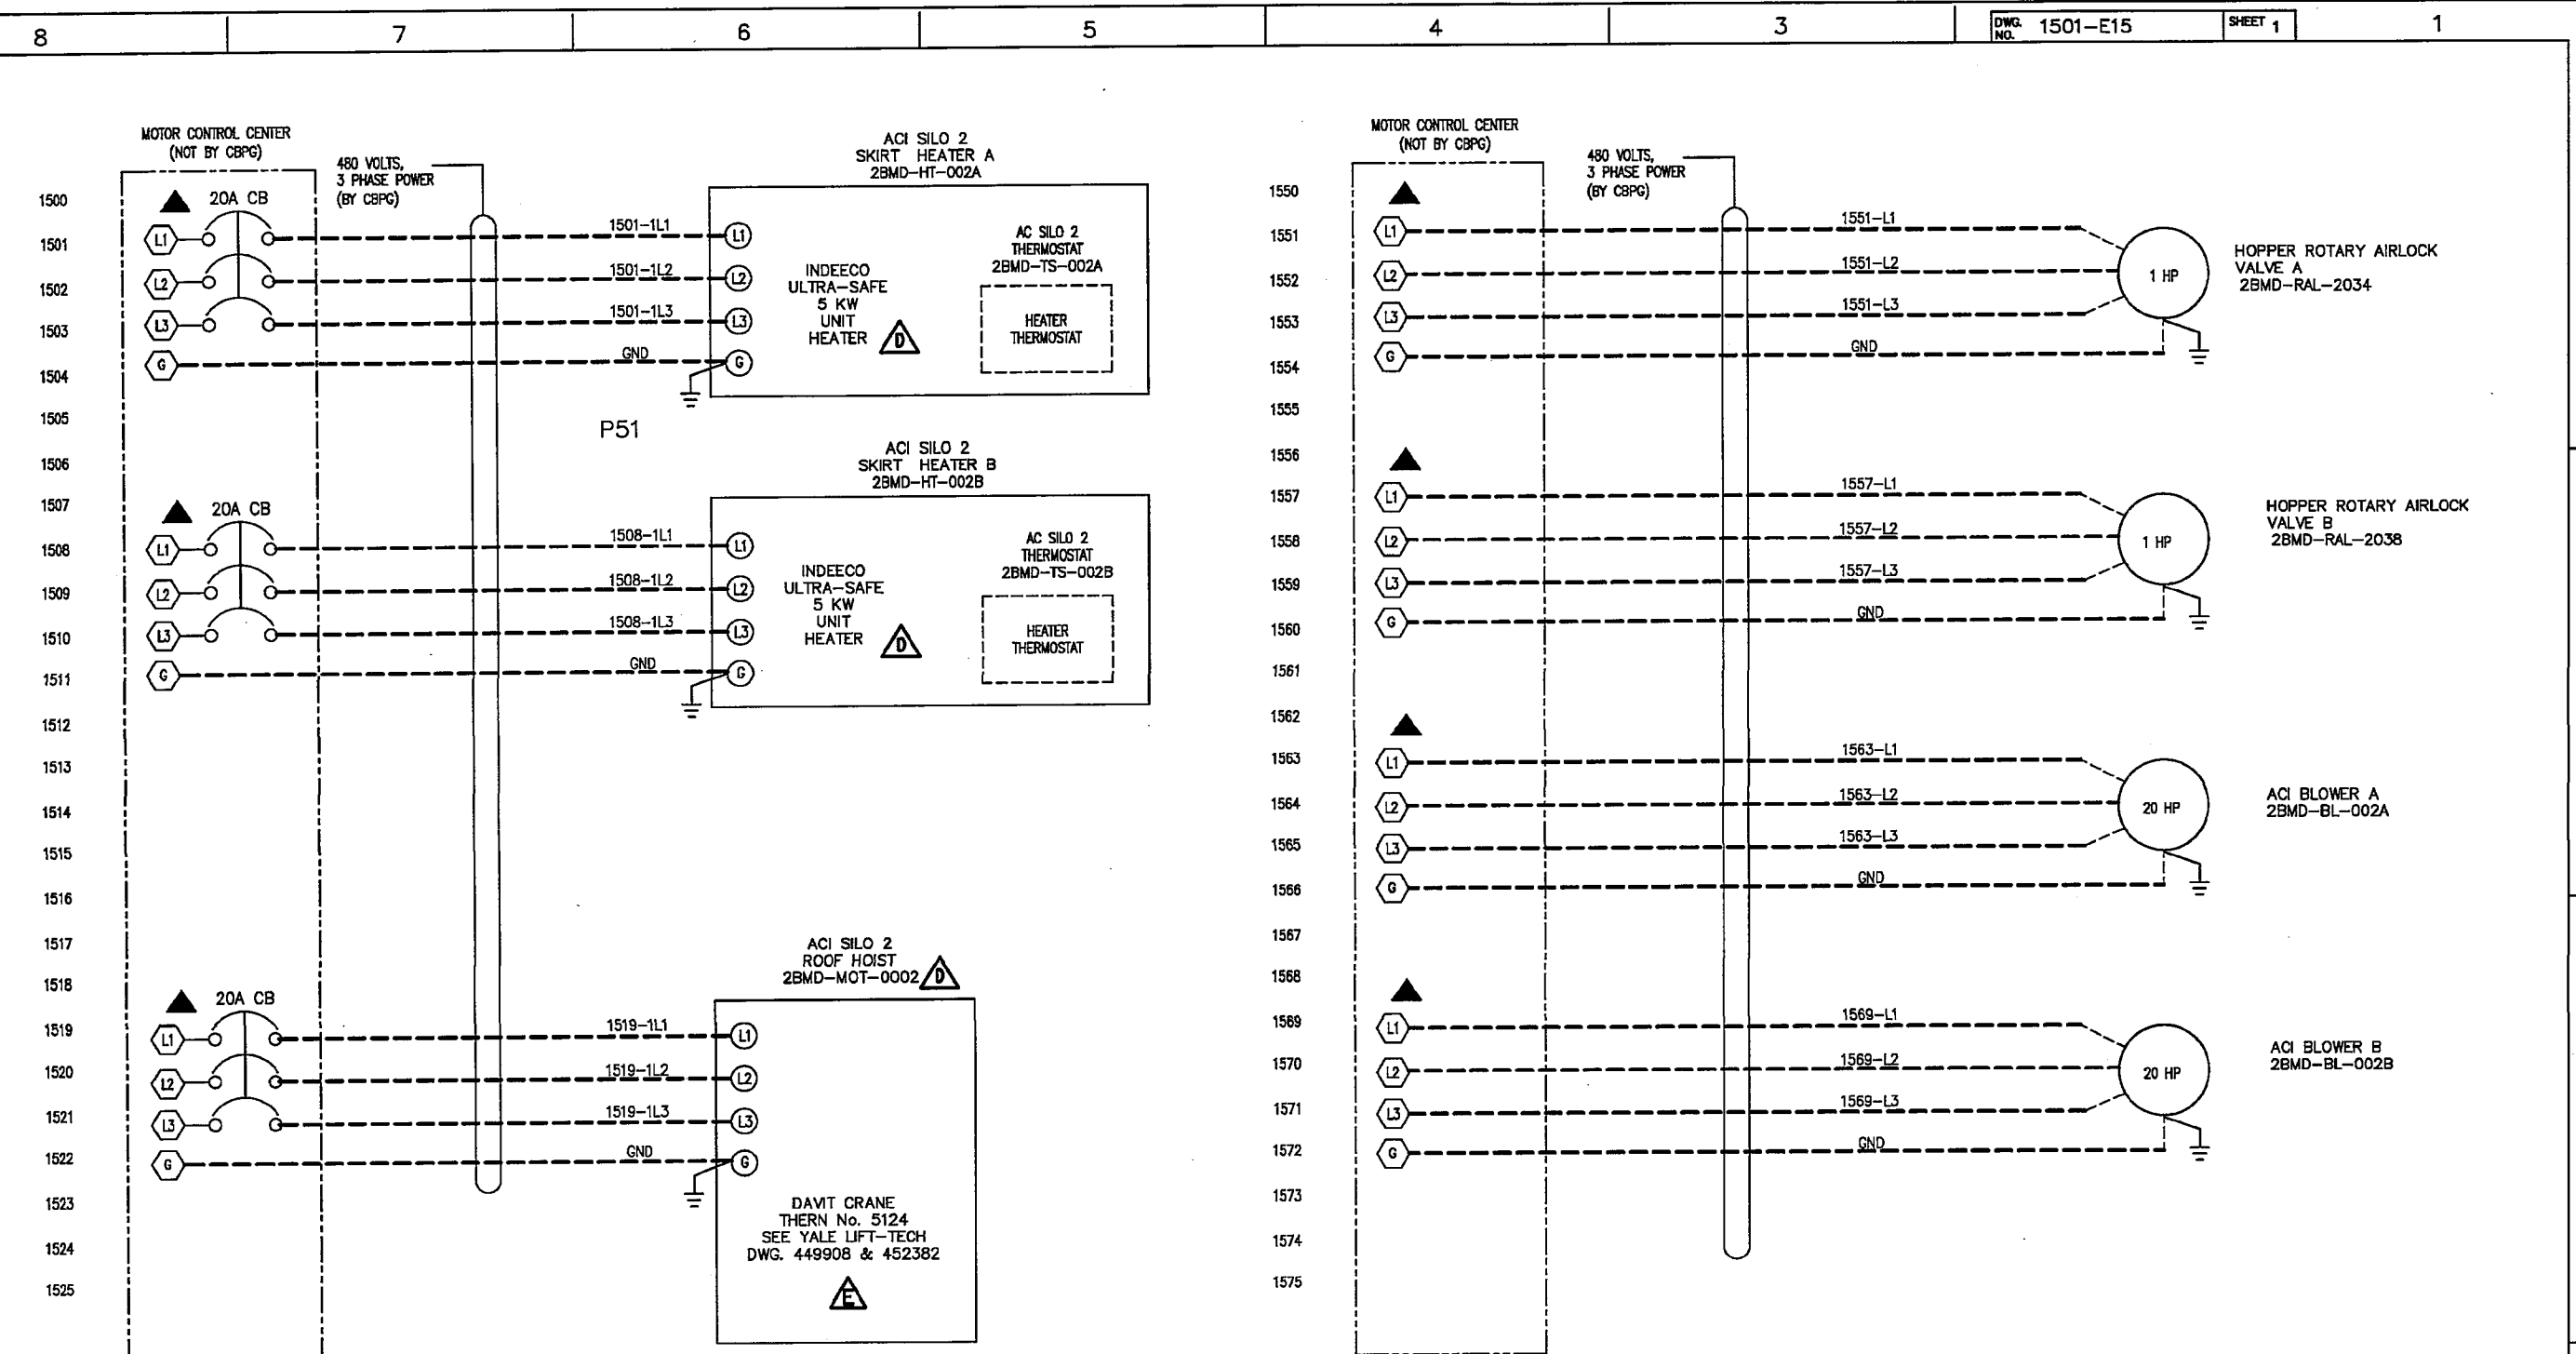 8
7
6
5
4
3
DWG. NO. 1501-E15
SHEET 1
1
MOTOR CONTROL CENTER
(NOT BY CBPG)
480 VOLTS,
3 PHASE POWER
(BY CBPG)
ACI SILO 2
SKIRT HEATER A
2BMD-HT-002A
1500
20A CB
1501
L1
1501-1L1
L1
1502
L2
1501-1L2
L2
1503
L3
1501-1L3
L3
1504
G
GND
G
INDEECO
ULTRA-SAFE
5 KW
UNIT
HEATER
D
AC SILO 2
THERMOSTAT
2BMD-TS-002A
HEATER
THERMOSTAT
1505
P51
1506
ACI SILO 2
SKIRT HEATER B
2BMD-HT-002B
1507
20A CB
1508
L1
1508-1L1
L1
1509
L2
1508-1L2
L2
1510
L3
1508-1L3
L3
1511
G
GND
G
INDEECO
ULTRA-SAFE
5 KW
UNIT
HEATER
D
AC SILO 2
THERMOSTAT
2BMD-TS-002B
HEATER
THERMOSTAT
1512
1513
1514
1515
1516
1517
ACI SILO 2
ROOF HOIST
2BMD-MOT-0002
D
1518
20A CB
1519
L1
1519-1L1
L1
1520
L2
1519-1L2
L2
1521
L3
1519-1L3
L3
1522
G
GND
G
1523
1524
1525
DAVIT CRANE
THERN No. 5124
SEE YALE LIFT-TECH
DWG. 449908 & 452382
E
MOTOR CONTROL CENTER
(NOT BY CBPG)
480 VOLTS,
3 PHASE POWER
(BY CBPG)
1550
1551
L1
1551-L1
1552
L2
1551-L2
1553
L3
1551-L3
1554
G
GND
1 HP
HOPPER ROTARY AIRLOCK
VALVE A
2BMD-RAL-2034
1555
1556
1557
L1
1557-L1
1558
L2
1557-L2
1559
L3
1557-L3
1560
G
GND
1 HP
HOPPER ROTARY AIRLOCK
VALVE B
2BMD-RAL-2038
1561
1562
1563
L1
1563-L1
1564
L2
1563-L2
1565
L3
1563-L3
1566
G
GND
20 HP
ACI BLOWER A
2BMD-BL-002A
1567
1568
1569
L1
1569-L1
1570
L2
1569-L2
1571
L3
1569-L3
1572
G
GND
20 HP
ACI BLOWER B
2BMD-BL-002B
1573
1574
1575